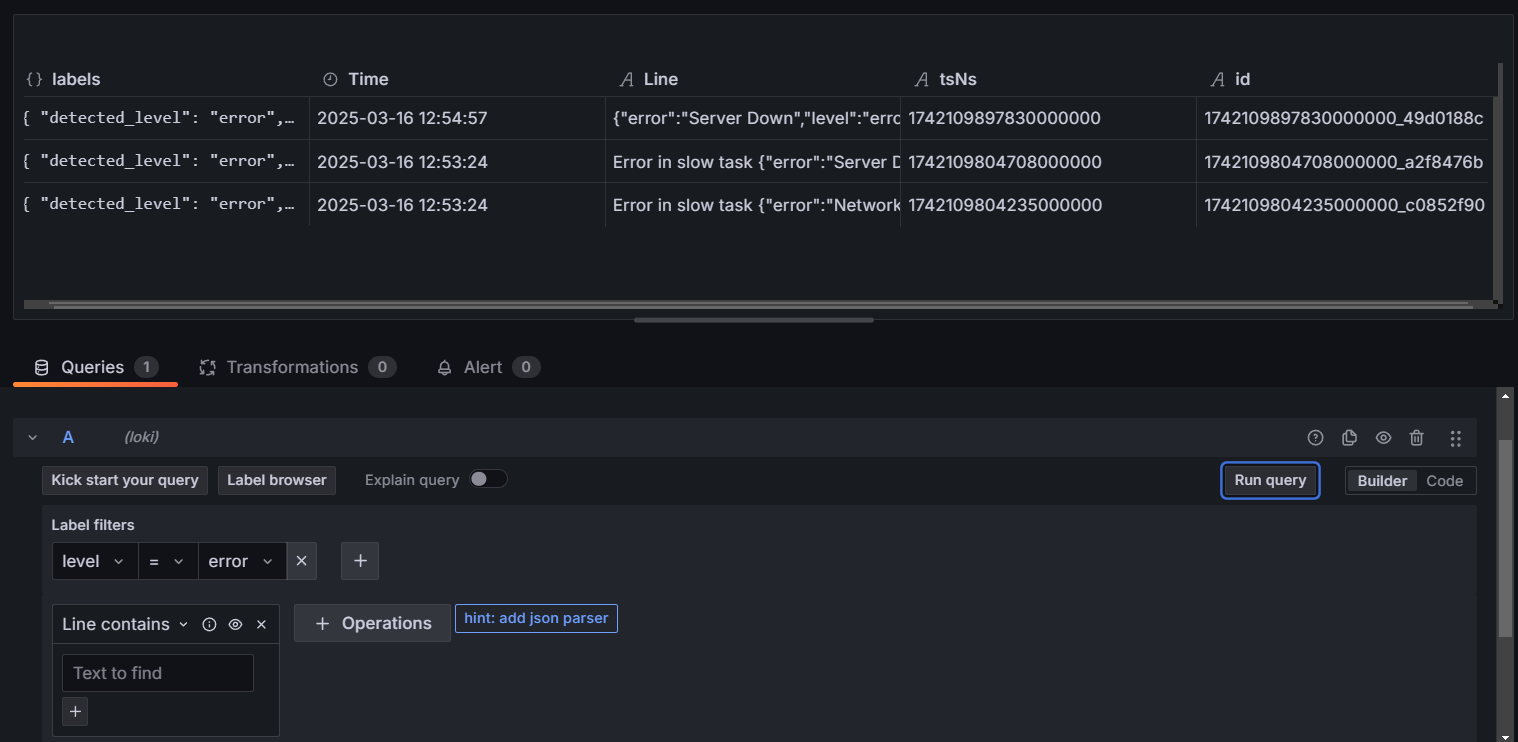 {} labels Time A Line A tsNs A id
{ "detected_level": "error",… 2025-03-16 12:54:57 {"error":"Server Down","level":"erro 1742109897830000000 1742109897830000000_49d0188c
{ "detected_level": "error",… 2025-03-16 12:53:24 Error in slow task {"error":"Server D 1742109804708000000 1742109804708000000_a2f8476b
{ "detected_level": "error",… 2025-03-16 12:53:24 Error in slow task {"error":"Network 1742109804235000000 1742109804235000000_c0852f90
Queries 1 Transformations 0 Alert 0
A (loki)
Kick start your query Label browser Explain query Run query Builder Code
Label filters
level = error
Line contains + Operations hint: add json parser
Text to find
+